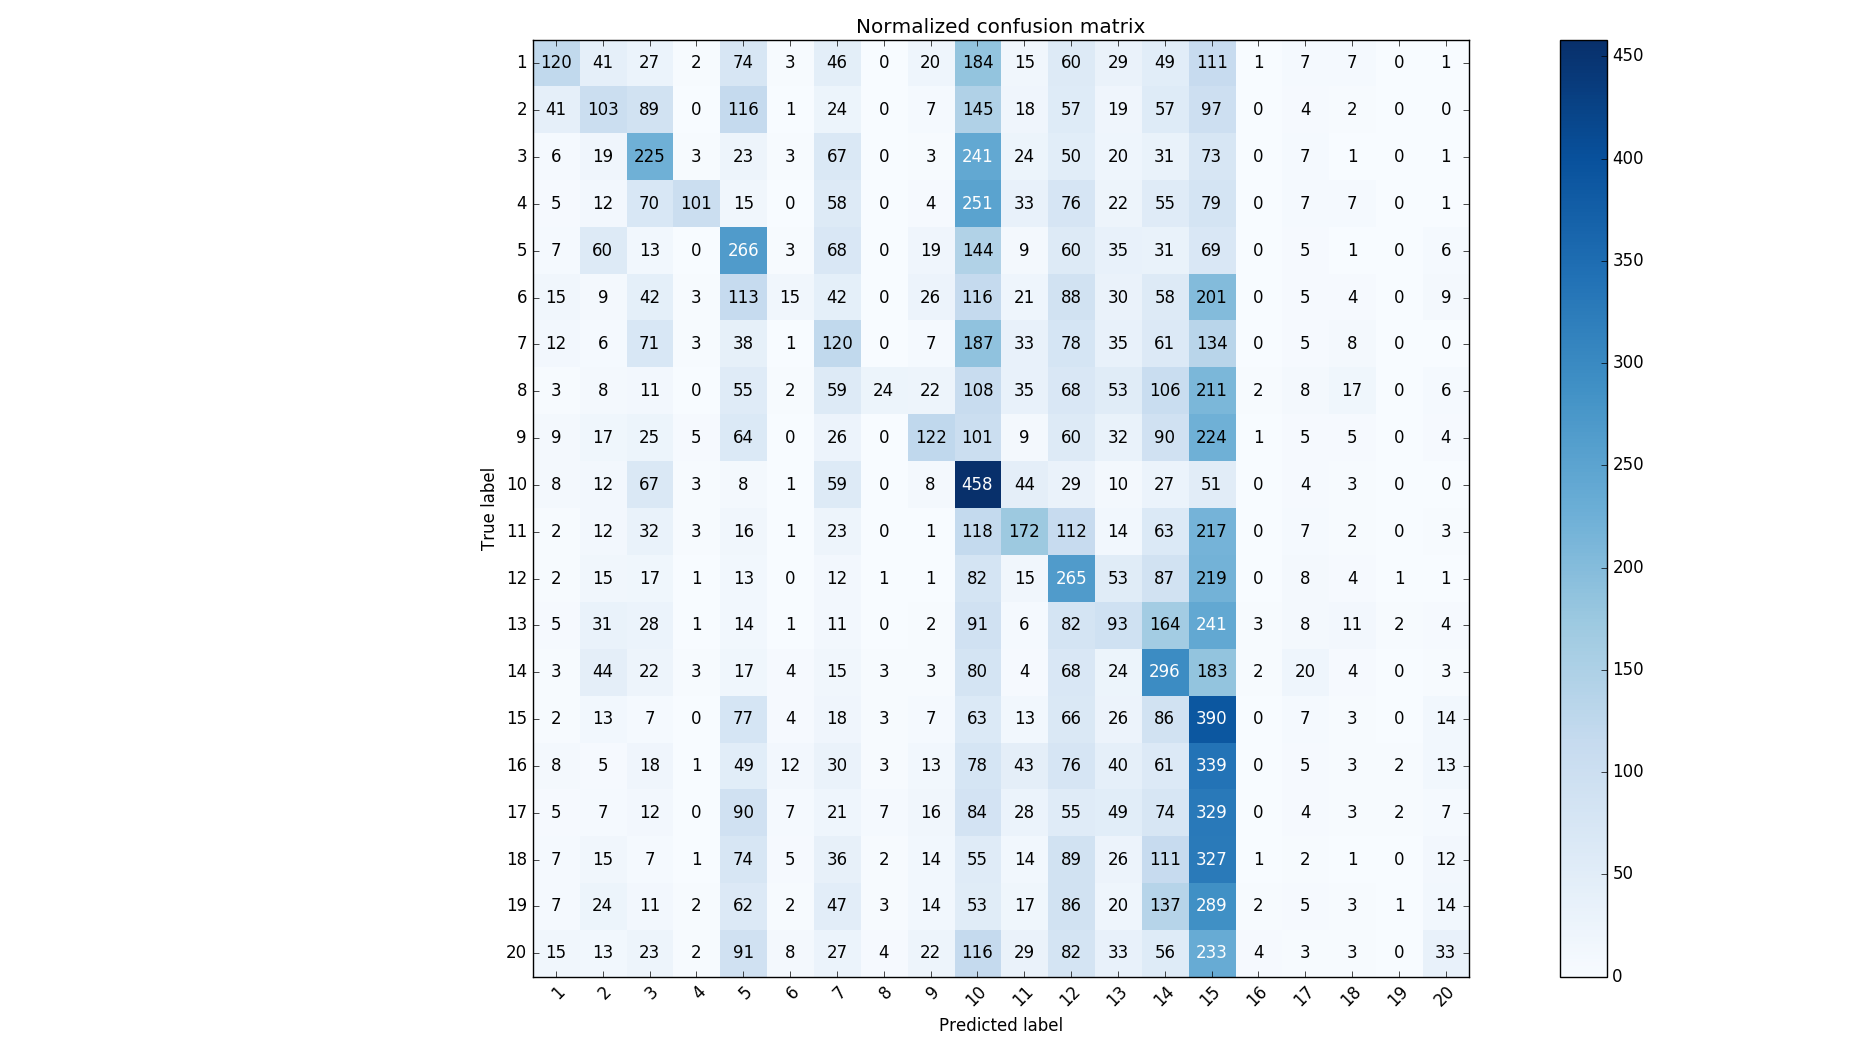 Normalized confusion matrix
1 120 41 27 2 74 3 46 0 20 184 15 60 29 49 111 1 7 7 0 1
2 41 103 89 0 116 1 24 0 7 145 18 57 19 57 97 0 4 2 0 0
3 6 19 225 3 23 3 67 0 3 241 24 50 20 31 73 0 7 1 0 1
4 5 12 70 101 15 0 58 0 4 251 33 76 22 55 79 0 7 7 0 1
5 7 60 13 0 266 3 68 0 19 144 9 60 35 31 69 0 5 1 0 6
6 15 9 42 3 113 15 42 0 26 116 21 88 30 58 201 0 5 4 0 9
7 12 6 71 3 38 1 120 0 7 187 33 78 35 61 134 0 5 8 0 0
8 3 8 11 0 55 2 59 24 22 108 35 68 53 106 211 2 8 17 0 6
9 9 17 25 5 64 0 26 0 122 101 9 60 32 90 224 1 5 5 0 4
10 8 12 67 3 8 1 59 0 8 458 44 29 10 27 51 0 4 3 0 0
11 2 12 32 3 16 1 23 0 1 118 172 112 14 63 217 0 7 2 0 3
12 2 15 17 1 13 0 12 1 1 82 15 265 53 87 219 0 8 4 1 1
13 5 31 28 1 14 1 11 0 2 91 6 82 93 164 241 3 8 11 2 4
14 3 44 22 3 17 4 15 3 3 80 4 68 24 296 183 2 20 4 0 3
15 2 13 7 0 77 4 18 3 7 63 13 66 26 86 390 0 7 3 0 14
16 8 5 18 1 49 12 30 3 13 78 43 76 40 61 339 0 5 3 2 13
17 5 7 12 0 90 7 21 7 16 84 28 55 49 74 329 0 4 3 2 7
18 7 15 7 1 74 5 36 2 14 55 14 89 26 111 327 1 2 1 0 12
19 7 24 11 2 62 2 47 3 14 53 17 86 20 137 289 2 5 3 1 14
20 15 13 23 2 91 8 27 4 22 116 29 82 33 56 233 4 3 3 0 33
1 2 3 4 5 6 7 8 9 10 11 12 13 14 15 16 17 18 19 20
Predicted label
True label
450
400
350
300
250
200
150
100
50
0